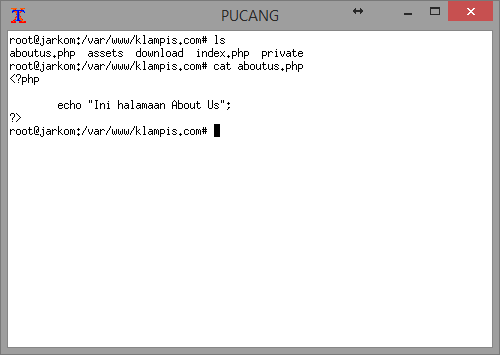 PUCANG
root@jarkom:/var/www/klampis.com# ls
aboutus.php  assets  download  index.php  private
root@jarkom:/var/www/klampis.com# cat aboutus.php
<?php

        echo "Ini halamaan About Us";
?>
root@jarkom:/var/www/klampis.com#